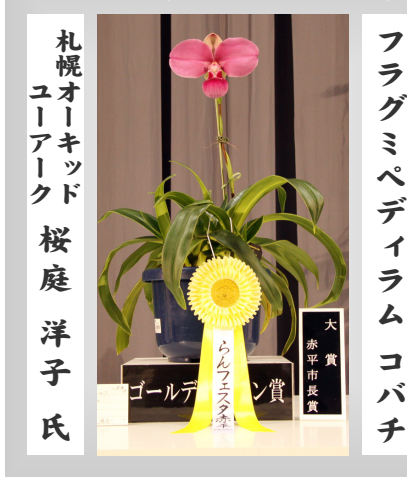 フラグミペディラム コバチ
札幌オーキッド
ユーアーク
桜庭 洋子 氏
大賞
赤平市長賞
らんフェスタ赤平
ゴールデ
ン賞